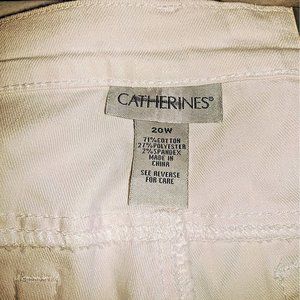 CATHERINES®
20W
71% COTTON
27% POLYESTER
2% SPANDEX
MADE IN
CHINA
SEE REVERSE
FOR CARE